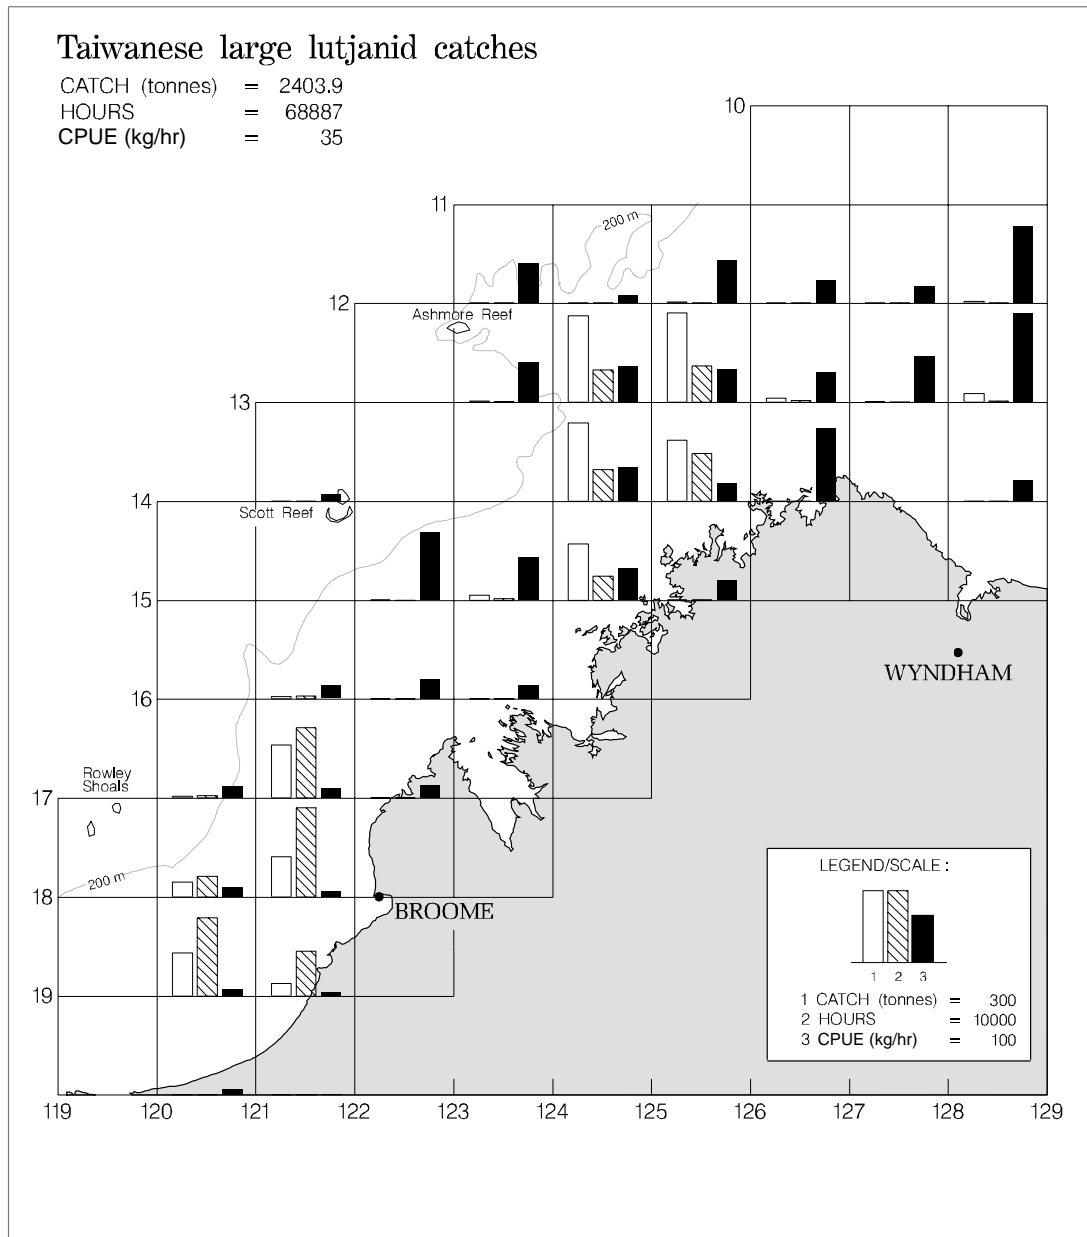 Taiwanese large lutjanid catches
CATCH (tonnes) = 2403.9
HOURS = 68887
CPUE (kg/hr) = 35
10
11
200 m
12
Ashmore Reef
13
14
Scott Reef
15
WYNDHAM
16
Rowley
Shoals
17
200 m
18
BROOME
19
LEGEND/SCALE :
1 2 3
1 CATCH (tonnes) = 300
2 HOURS = 10000
3 CPUE (kg/hr) = 100
119 120 121 122 123 124 125 126 127 128 129